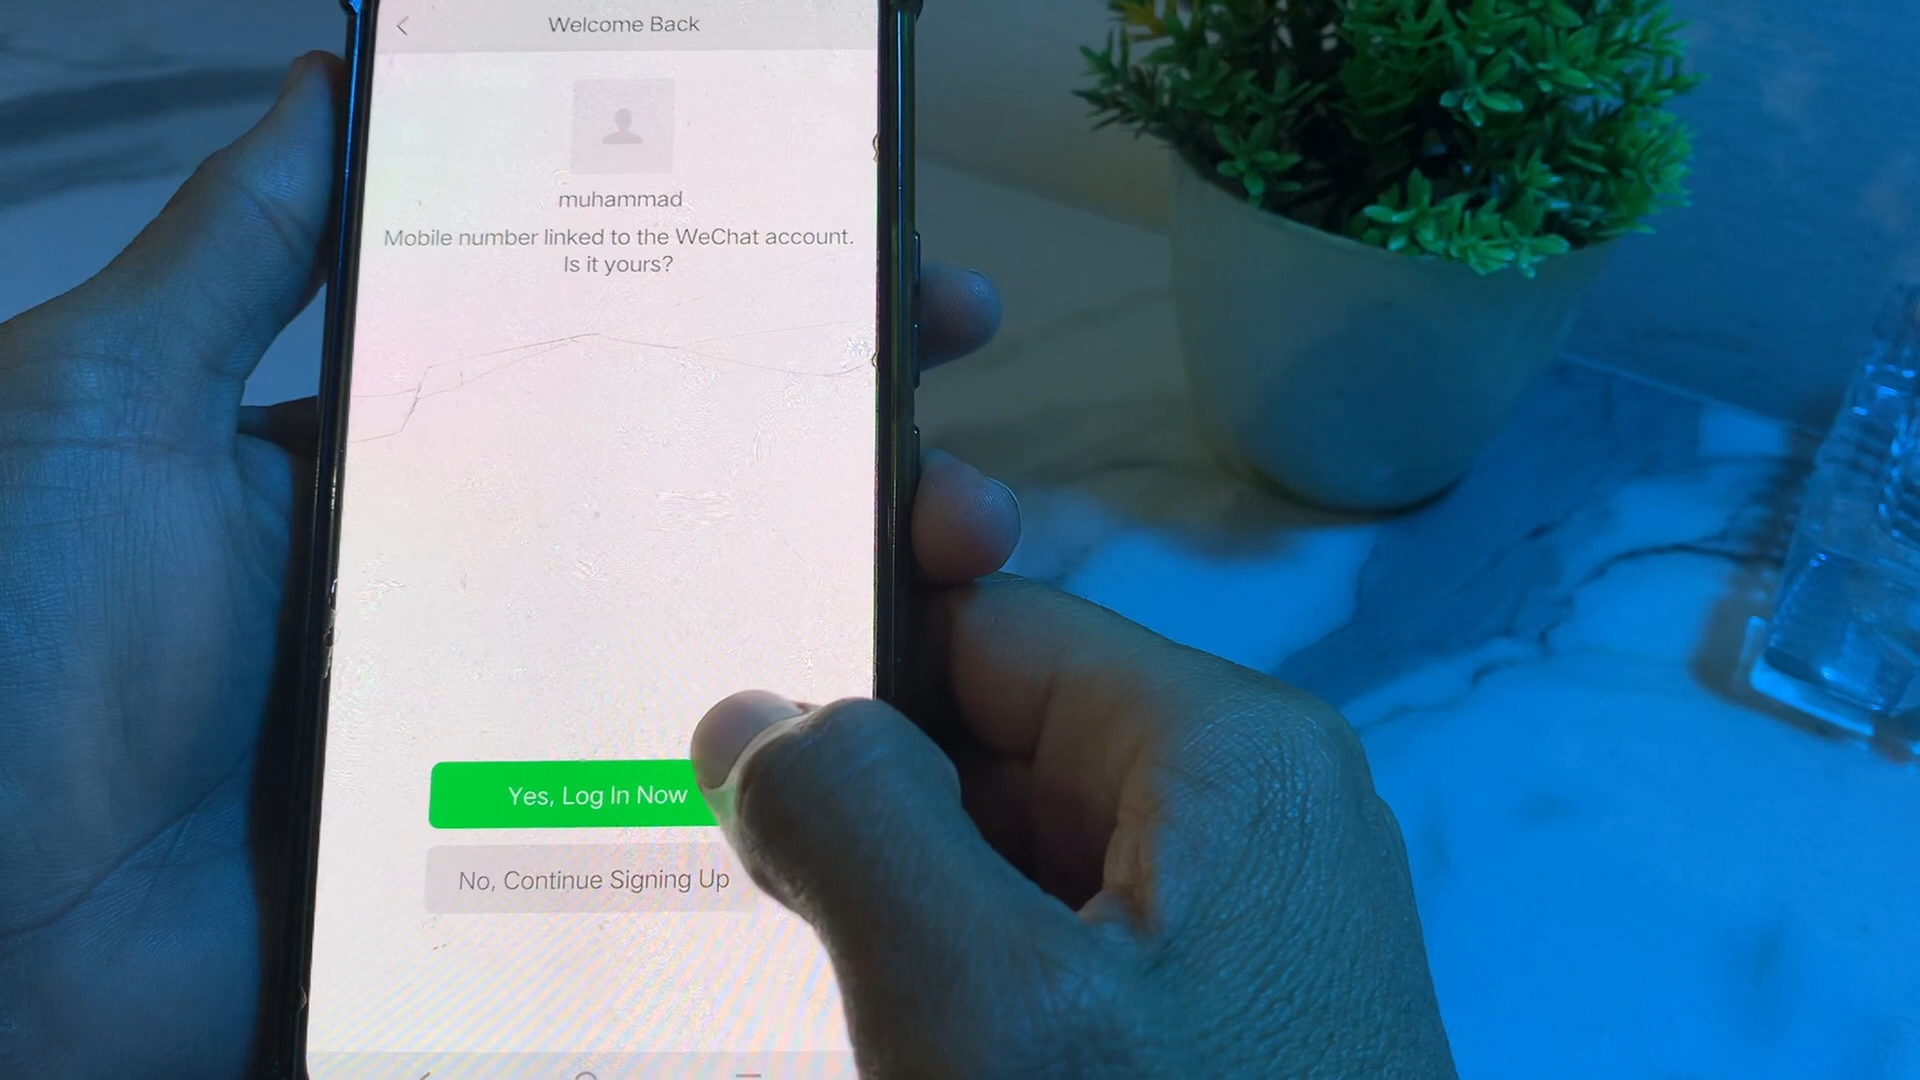 Welcome Back
muhammad
Mobile number linked to the WeChat account.
Is it yours?
Yes, Log In Now
No, Continue Signing Up